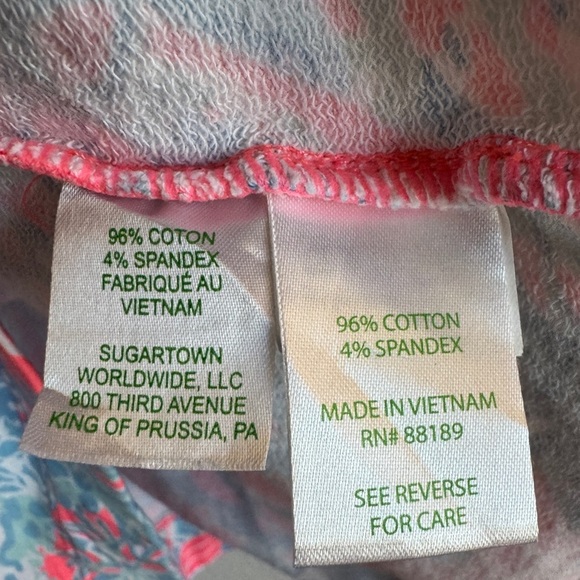 96% COTON
4% SPANDEX
FABRIQUÉ AU
VIETNAM
SUGARTOWN
WORLDWIDE, LLC
800 THIRD AVENUE
KING OF PRUSSIA, PA
96% COTTON
4% SPANDEX
MADE IN VIETNAM
RN# 88189
SEE REVERSE
FOR CARE